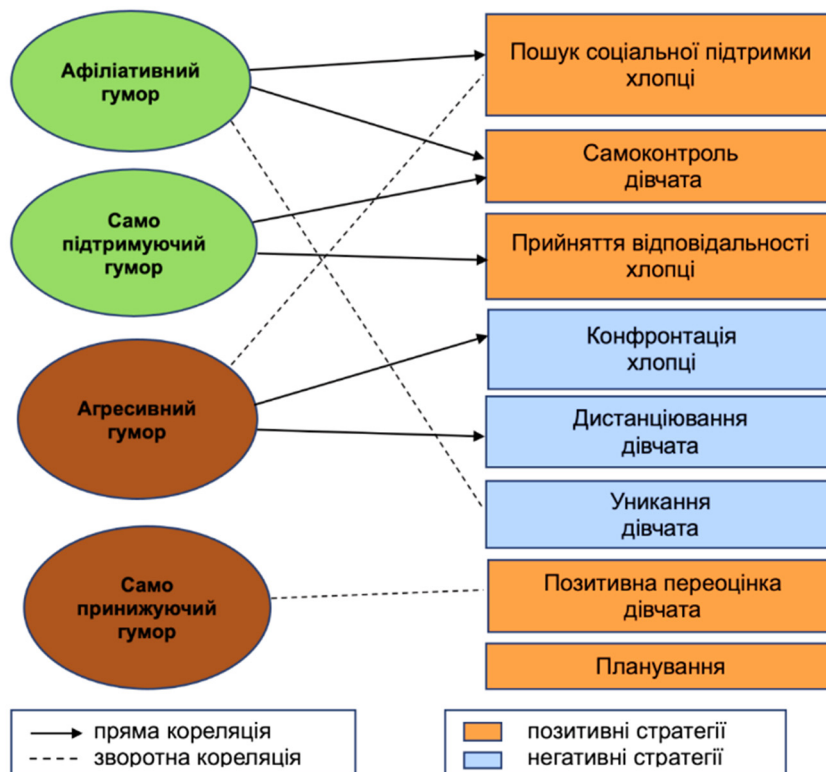 Афіліативний
гумор
Пошук соціальної підтримки
хлопці
Самоконтроль
дівчата
Само
підтримуючий
гумор
Прийняття відповідальності
хлопці
Конфронтація
хлопці
Агресивний
гумор
Дистанціювання
дівчата
Уникання
дівчата
Само
принижуючий
гумор
Позитивна переоцінка
дівчата
Планування
пряма кореляція
зворотна кореляція
позитивні стратегії
негативні стратегії